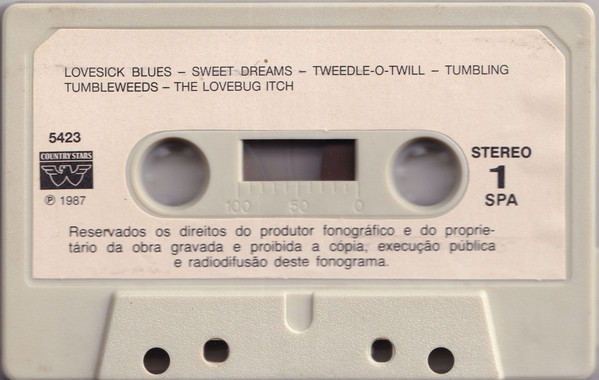 LOVESICK BLUES – SWEET DREAMS – TWEEDLE-O-TWILL – TUMBLING
TUMBLEWEEDS – THE LOVEBUG ITCH
5423
COUNTRY STARS
℗ 1987
STEREO
1
SPA
100 50 0
Reservados os direitos do produtor fonográfico e do proprie-
tário da obra gravada e proibida a cópia, execução pública
e radiodifusão deste fonograma.